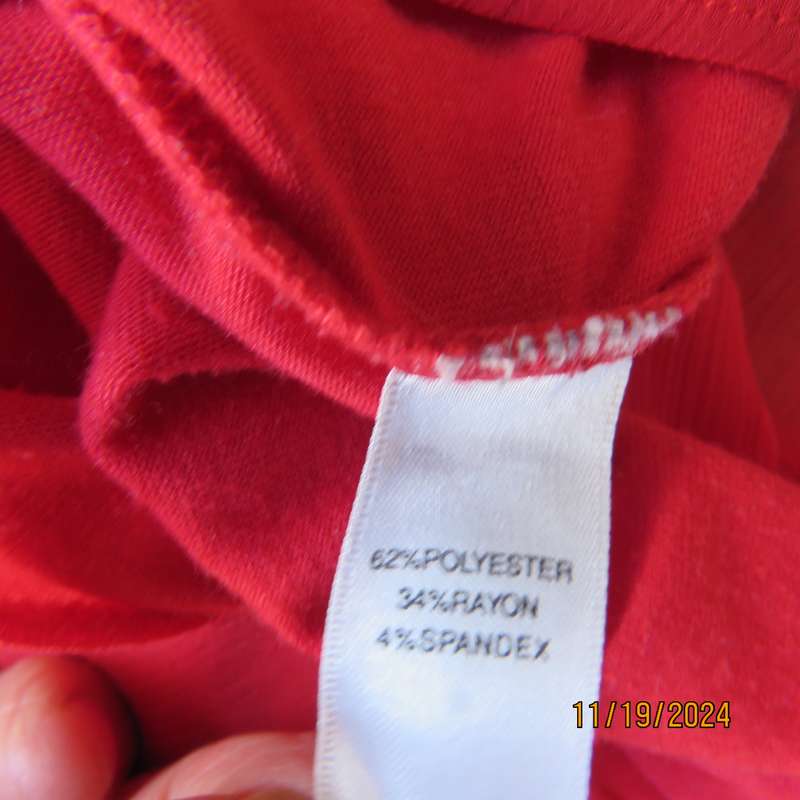 62%POLYESTER
34%RAYON
4%SPANDEX
11/19/2024